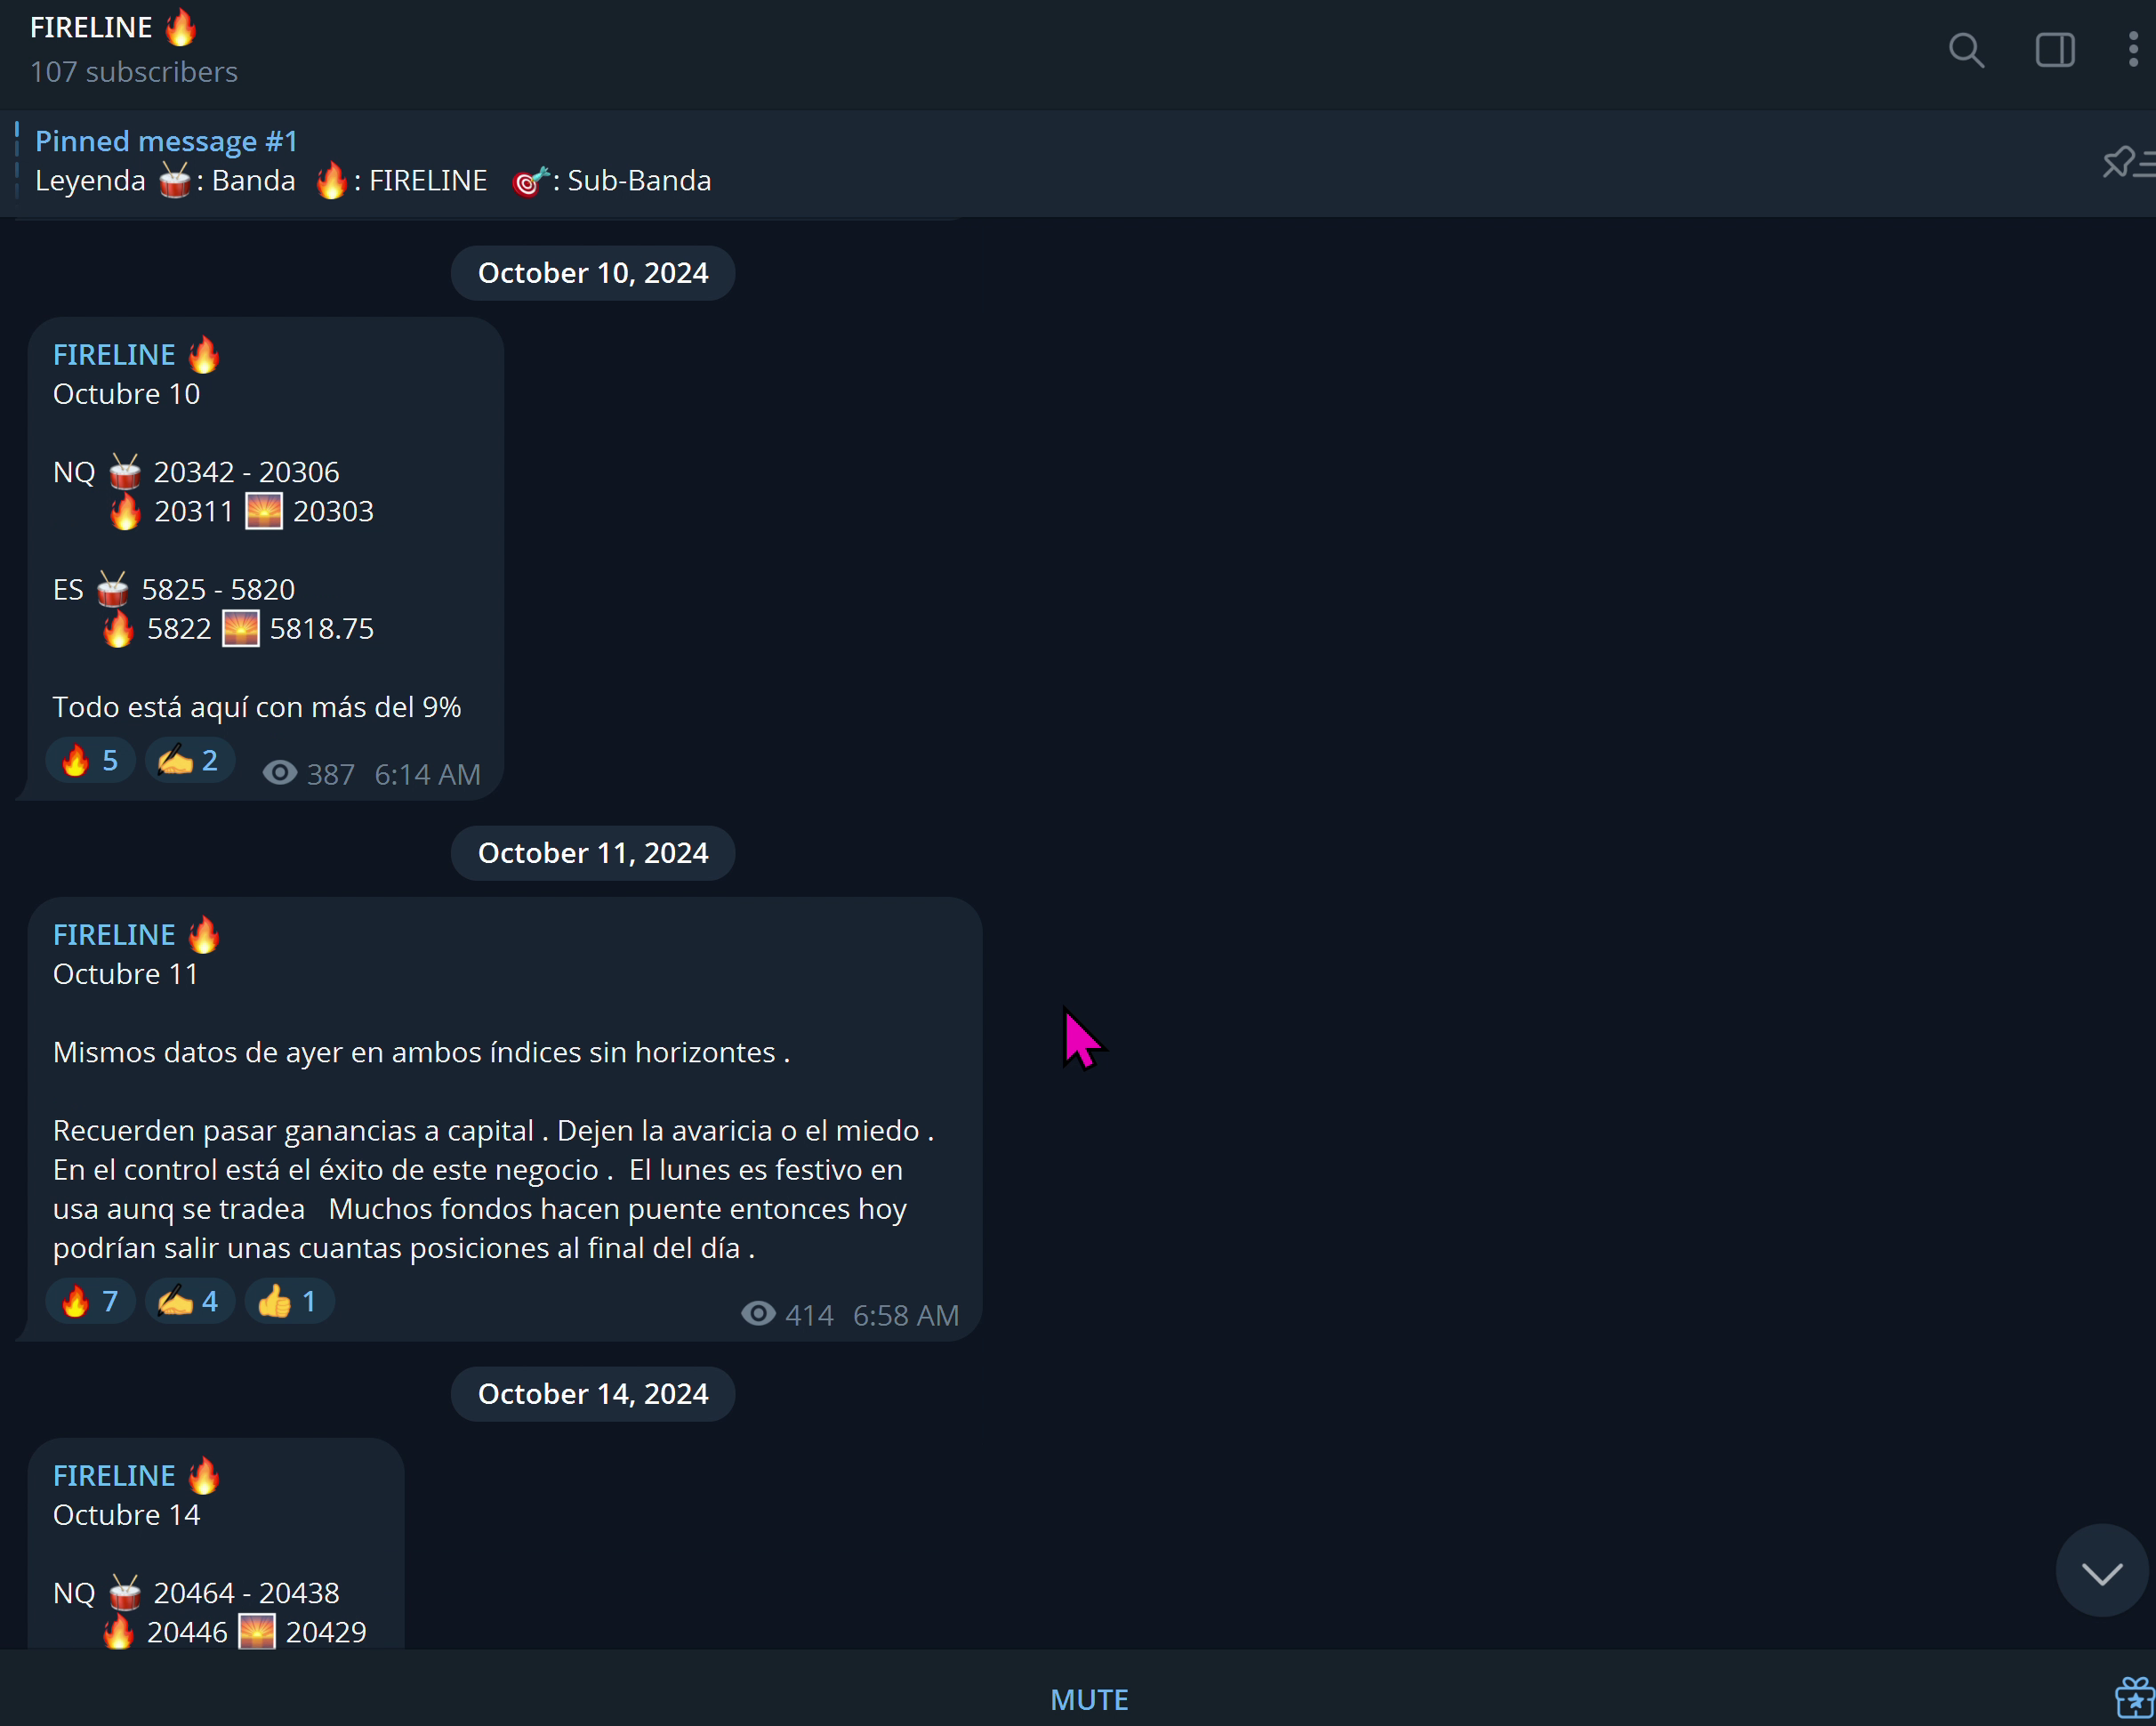 FIRELINE 🔥
107 subscribers
Pinned message #1
Leyenda 🥁: Banda 🔥: FIRELINE 🎯: Sub-Banda
October 10, 2024
FIRELINE 🔥
Octubre 10
NQ 🥁 20342 - 20306
🔥 20311 🌅 20303
ES 🥁 5825 - 5820
🔥 5822 🌅 5818.75
Todo está aquí con más del 9%
🔥 5 ✍ 2 387 6:14 AM
October 11, 2024
FIRELINE 🔥
Octubre 11
Mismos datos de ayer en ambos índices sin horizontes .
Recuerden pasar ganancias a capital . Dejen la avaricia o el miedo .
En el control está el éxito de este negocio . El lunes es festivo en
usa aunq se tradea Muchos fondos hacen puente entonces hoy
podrían salir unas cuantas posiciones al final del día .
🔥 7 ✍ 4 👍 1 414 6:58 AM
October 14, 2024
FIRELINE 🔥
Octubre 14
NQ 🥁 20464 - 20438
🔥 20446 🌅 20429
MUTE